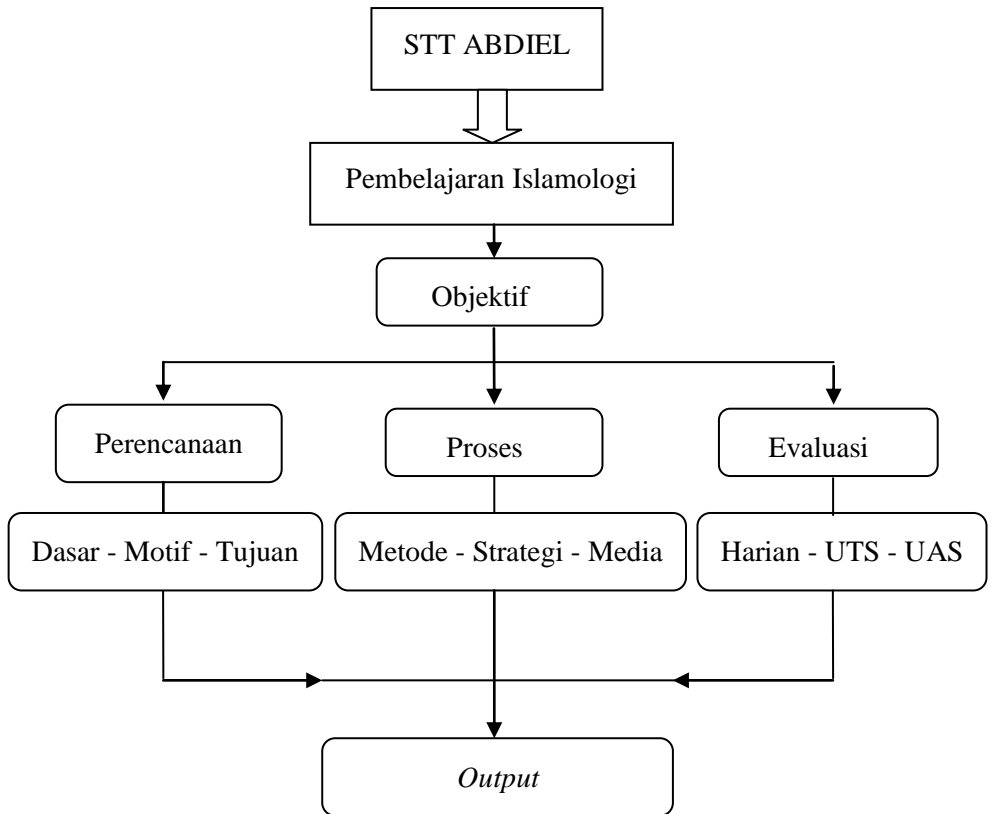 STT ABDIEL
Pembelajaran Islamologi
Objektif
Perencanaan
Proses
Evaluasi
Dasar - Motif - Tujuan
Metode - Strategi - Media
Harian - UTS - UAS
Output